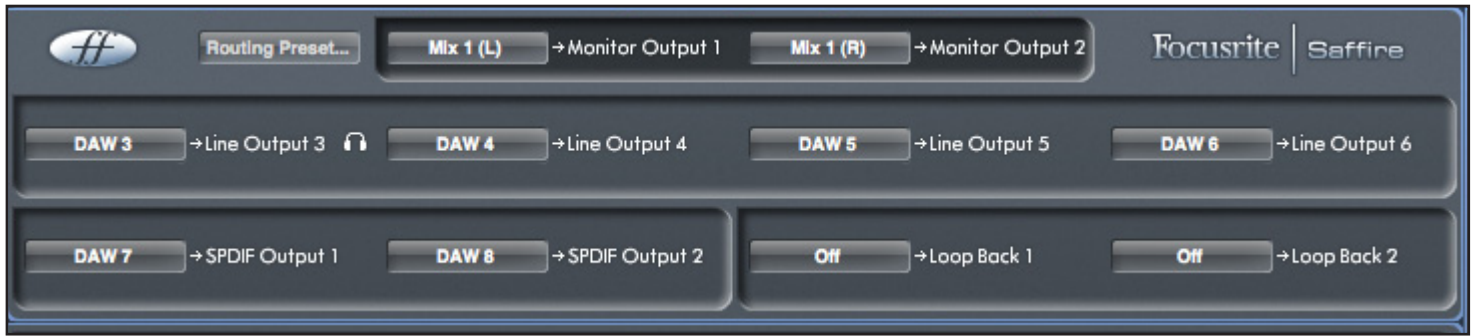 ff Routing Preset... Mix 1 (L) →Monitor Output 1 Mix 1 (R) →Monitor Output 2 Focusrite | Saffire
DAW 3 →Line Output 3 DAW 4 →Line Output 4 DAW 5 →Line Output 5 DAW 6 →Line Output 6
DAW 7 →SPDIF Output 1 DAW 8 →SPDIF Output 2 Off →Loop Back 1 Off →Loop Back 2